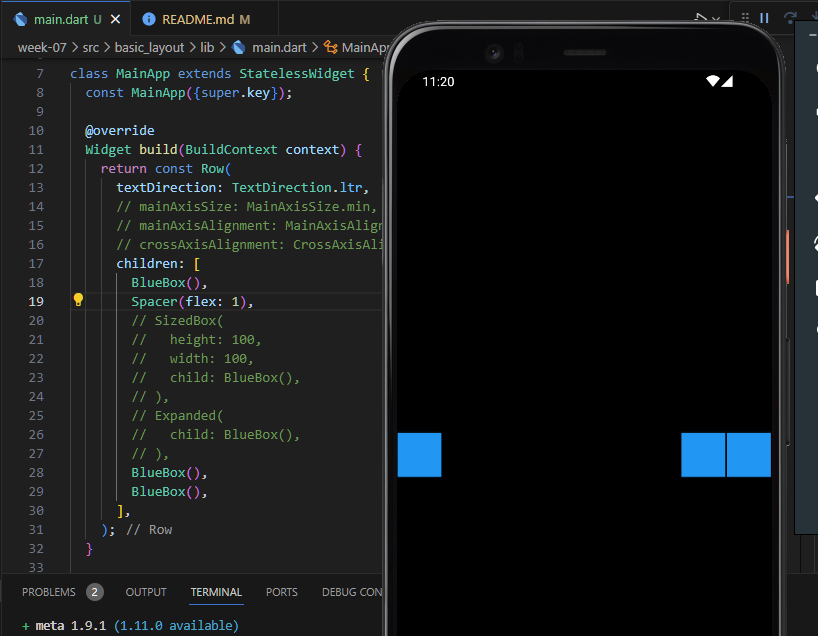 main.dart U
README.md M
week-07 > src > basic_layout > lib > main.dart > MainApp
7 class MainApp extends StatelessWidget {
8 const MainApp({super.key});
9
10 @override
11 Widget build(BuildContext context) {
12 return const Row(
13 textDirection: TextDirection.ltr,
14 // mainAxisSize: MainAxisSize.min,
15 // mainAxisAlignment: MainAxisAlign
16 // crossAxisAlignment: CrossAxisAli
17 children: [
18 BlueBox(),
19 Spacer(flex: 1),
20 // SizedBox(
21 // height: 100,
22 // width: 100,
23 // child: BlueBox(),
24 // ),
25 // Expanded(
26 // child: BlueBox(),
27 // ),
28 BlueBox(),
29 BlueBox(),
30 ],
31 ); // Row
32 }
33
PROBLEMS 2 OUTPUT TERMINAL PORTS DEBUG CON
+ meta 1.9.1 (1.11.0 available)
11:20